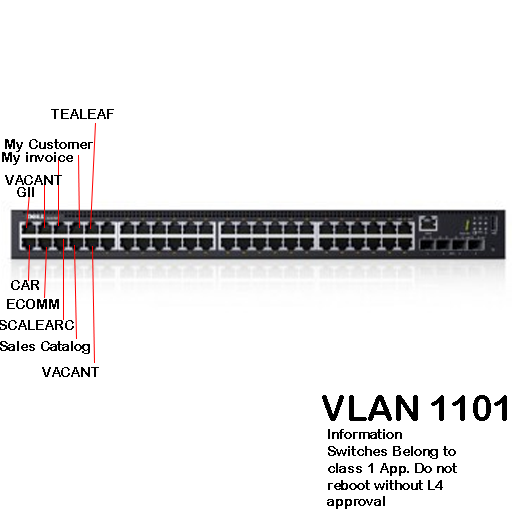 TEALEAF
My Customer
My invoice
VACANT
GII
DELL
CAR
ECOMM
SCALEARC
Sales Catalog
VACANT
VLAN 1101
Information
Switches Belong to
class 1 App. Do not
reboot without L4
approval